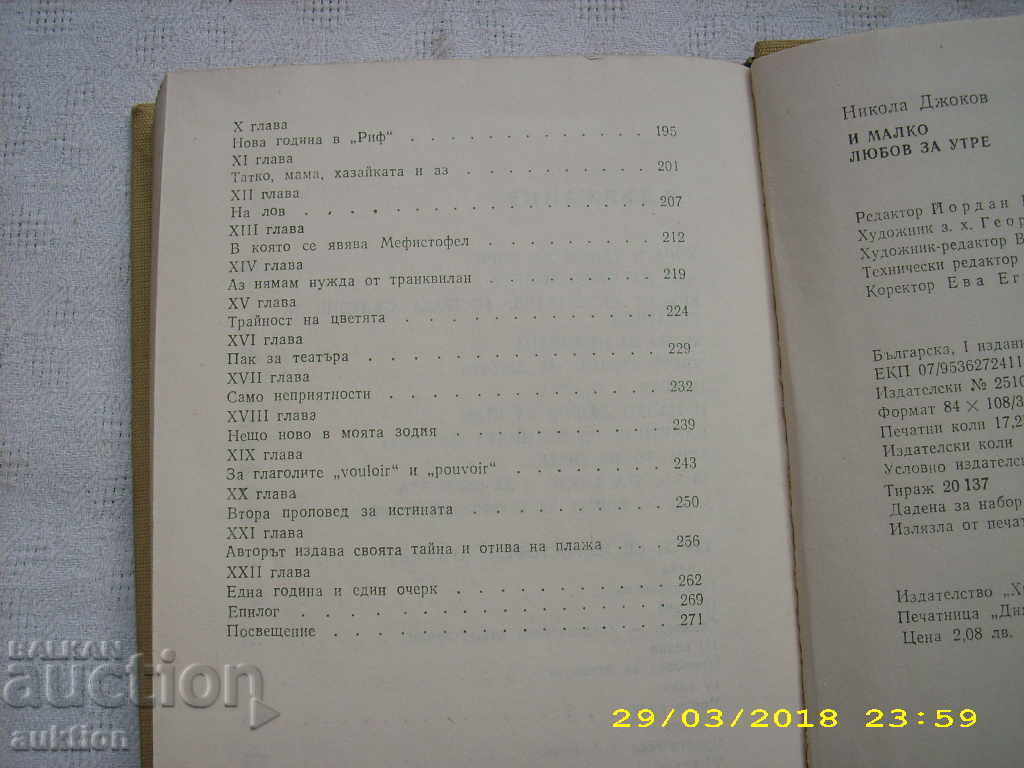 X глава
Нова година в „Риф“ . . . . . . . . . . . . 195
XI глава
Татко, мама, хазайката и аз . . . . . . . . . 201
XII глава
На лов . . . . . . . . . . . . . . . . 207
XIII глава
В която се явява Мефистофел . . . . . . . . 212
XIV глава
Аз нямам нужда от транквилан . . . . . . . . 219
XV глава
Трайност на цветята . . . . . . . . . . . . 224
XVI глава
Пак за театъра . . . . . . . . . . . . . . 229
XVII глава
Само неприятности . . . . . . . . . . . . . 232
XVIII глава
Нещо ново в моята зодия . . . . . . . . . . 239
XIX глава
За глаголите „vouloir“ и „pouvoir“ . . . . . . . 243
XX глава
Втора проповед за истината . . . . . . . . . 250
XXI глава
Авторът издава своята тайна и отива на плажа . . . 256
XXII глава
Една година и един очерк . . . . . . . . . . 262
Епилог . . . . . . . . . . . . . . . . 269
Посвещение . . . . . . . . . . . . . . . 271
Никола Джоков
И МАЛКО
ЛЮБОВ ЗА УТРЕ
Редактор Йордан
Художник з. х.
Художник-редактор
Технически редактор
Коректор Ева
Българска, I
ЕКП 07/9536272411
Издателски №
Формат 84 × 108/3
Печатни коли 17,2
Издателски коли
Условно
Тираж 20 137
Дадена за набор
Излязла от
Издателство
Печатница
Цена 2,08 лв.
BALKAN
auction
auktion
29/03/2018 23:59